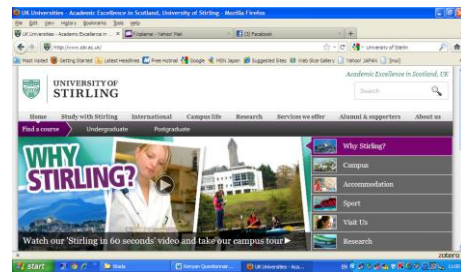 UK Universities - Academic Excellence in Scotland, University of Stirling - Mozilla Firefox
File Edit View History Bookmarks Tools Help
UK Universities - Academic Excellence in ... (3) Facebook
http://www.stir.ac.uk/
Most Visited Getting Started Latest Headlines Free Hotmail Google MSN Japan Suggested Sites Web Slice Gallery Yahoo! JAPAN
Academic Excellence in Scotland, UK
UNIVERSITY OF
STIRLING
Search
Home Study with Stirling International Campus life Research Services we offer Alumni & supporters About us
Find a course Undergraduate Postgraduate
WHY
STIRLING?
Why Stirling?
Campus
Accommodation
Sport
Visit Us
Research
Watch our 'Stirling in 60 seconds' video and take our campus tour
zotero
start
UK Universities - Aca...